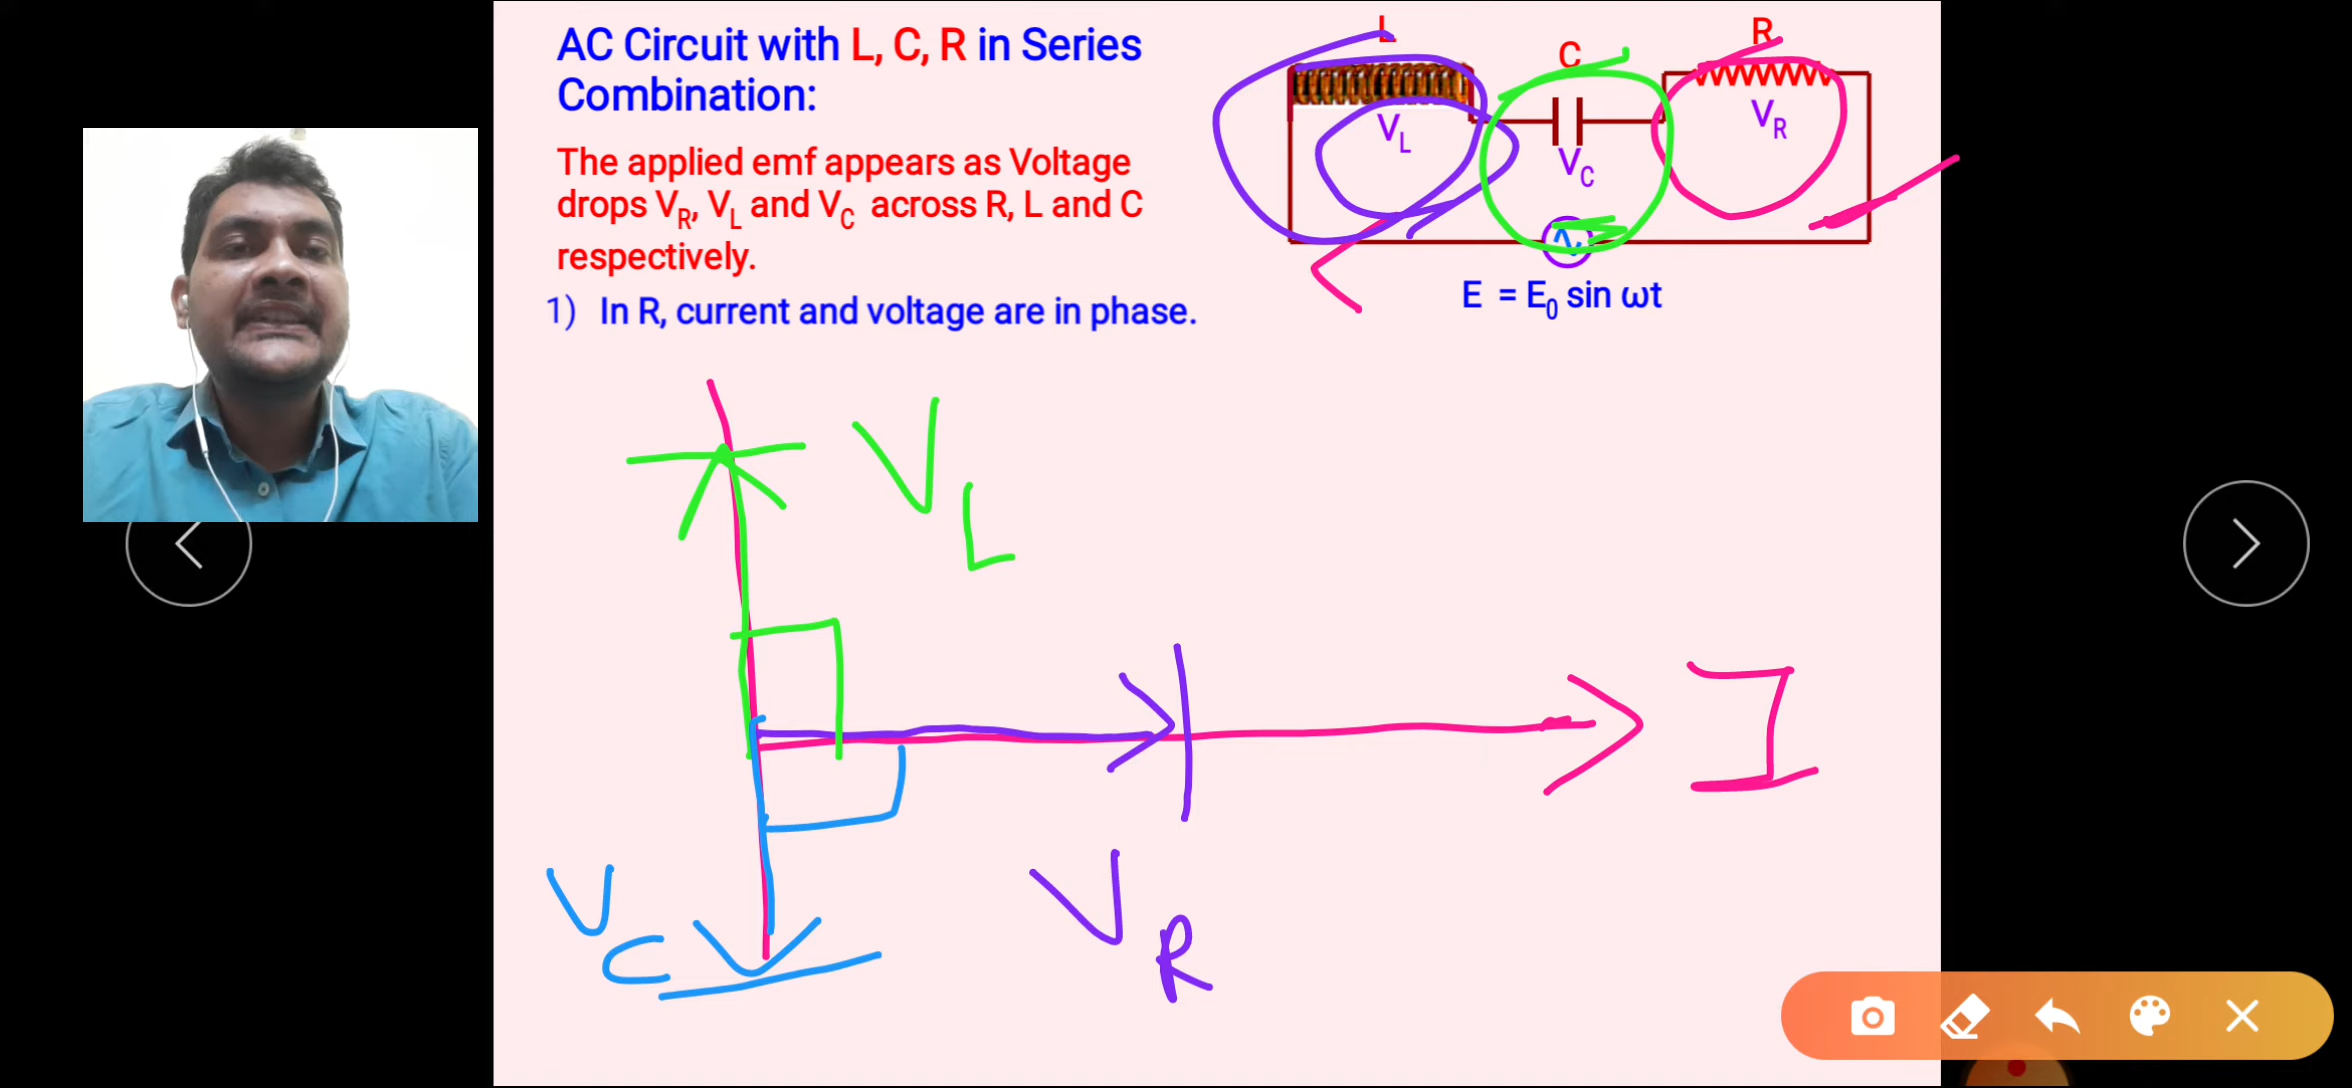 AC Circuit with L, C, R in Series
Combination:
The applied emf appears as Voltage
drops VR, VL and VC across R, L and C
respectively.
1) In R, current and voltage are in phase.
L
C
R
VL
VC
VR
E = E0 sin ωt
VL
I
VC
VR